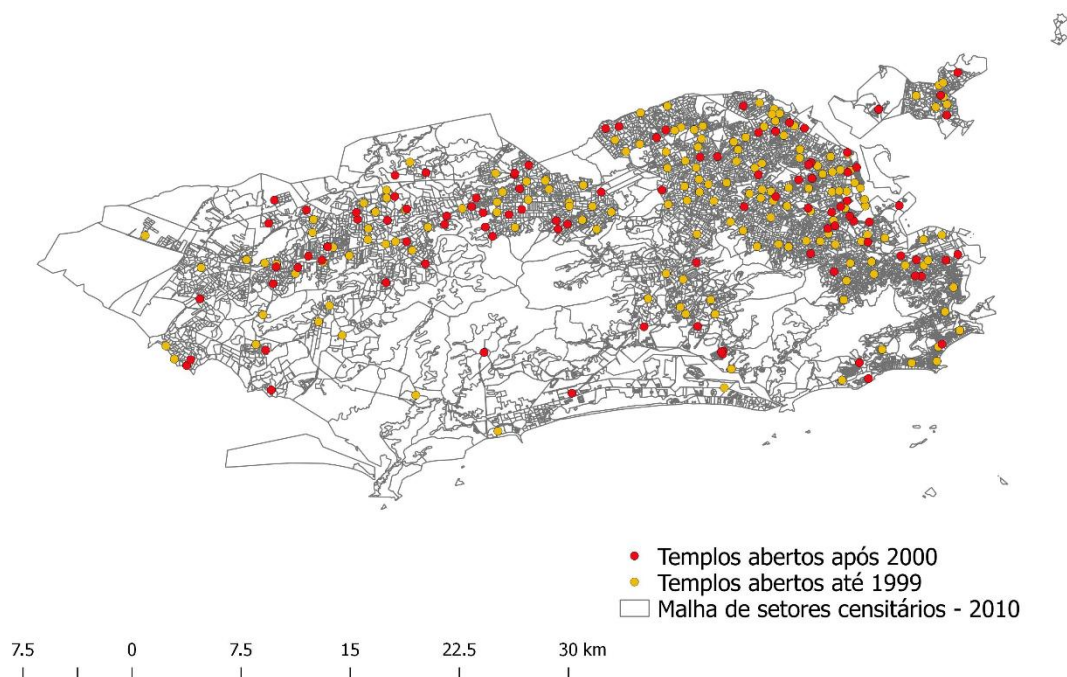 Templos abertos após 2000
Templos abertos até 1999
Malha de setores censitários - 2010
7.5 0 7.5 15 22.5 30 km